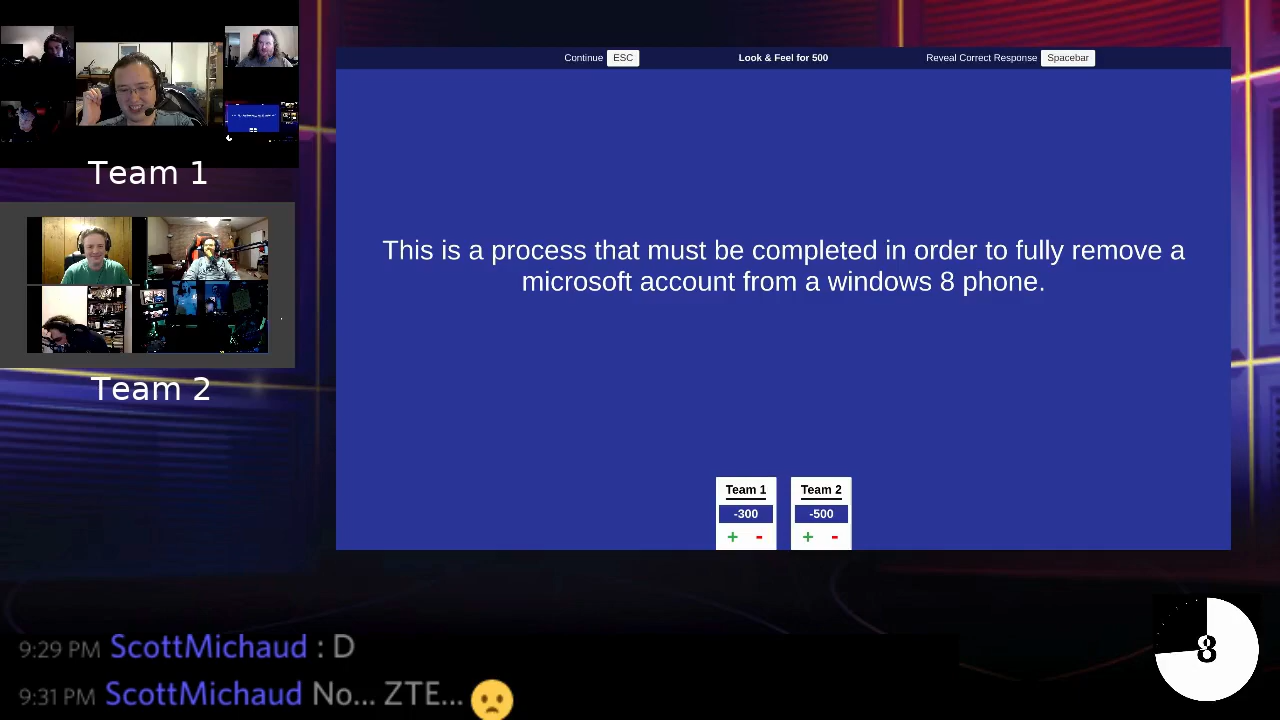 Continue ESC Look & Feel for 500 Reveal Correct Response Spacebar
Team 1
Team 2
This is a process that must be completed in order to fully remove a
microsoft account from a windows 8 phone.
Team 1 Team 2
-300 -500
+ - + -
9:29 PM ScottMichaud : D
9:31 PM ScottMichaud No... ZTE...
8